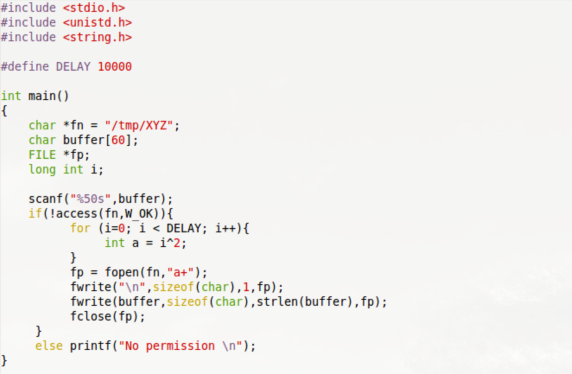 #include <stdio.h>
#include <unistd.h>
#include <string.h>
#define DELAY 10000
int main()
{
char *fn = "/tmp/XYZ";
char buffer[60];
FILE *fp;
long int i;
scanf("%50s",buffer);
if(!access(fn,W_OK)){
for (i=0; i < DELAY; i++){
int a = i^2;
}
fp = fopen(fn,"a+");
fwrite("\n",sizeof(char),1,fp);
fwrite(buffer,sizeof(char),strlen(buffer),fp);
fclose(fp);
}
else printf("No permission \n");
}